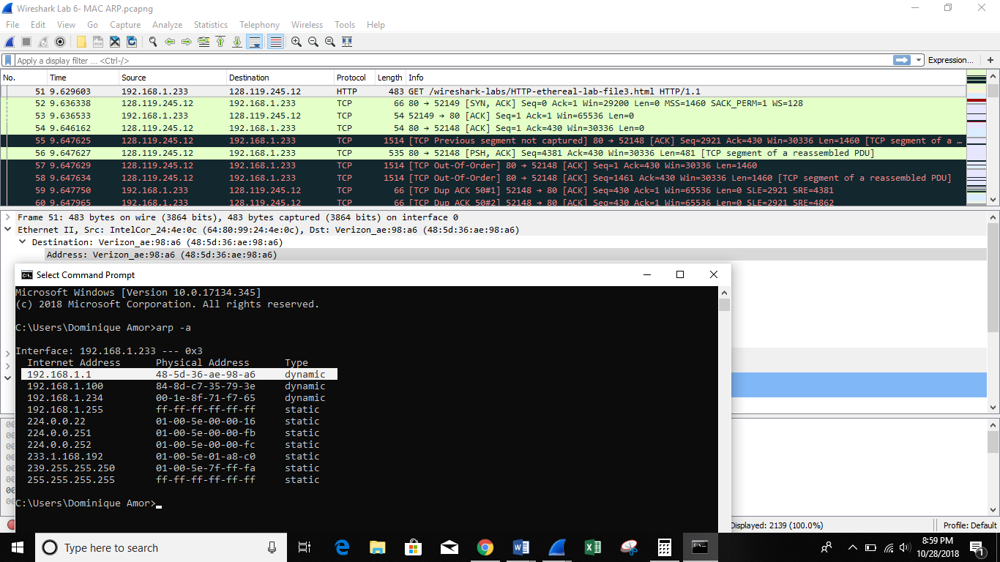 Wireshark Lab 6- MAC ARP.pcapng
File Edit View Go Capture Analyze Statistics Telephony Wireless Tools Help
Apply a display filter ... <Ctrl-/> Expression... +
No. Time Source Destination Protocol Length Info
51 9.629603 192.168.1.233 128.119.245.12 HTTP 483 GET /wireshark-labs/HTTP-ethereal-lab-file3.html HTTP/1.1
52 9.636338 128.119.245.12 192.168.1.233 TCP 66 80 → 52149 [SYN, ACK] Seq=0 Ack=1 Win=29200 Len=0 MSS=1460 SACK_PERM=1 WS=128
53 9.636533 192.168.1.233 128.119.245.12 TCP 54 52149 → 80 [ACK] Seq=1 Ack=1 Win=65536 Len=0
54 9.646162 128.119.245.12 192.168.1.233 TCP 54 80 → 52148 [ACK] Seq=1 Ack=430 Win=30336 Len=0
55 9.647625 128.119.245.12 192.168.1.233 TCP 1514 [TCP Previous segment not captured] 80 → 52148 [ACK] Seq=2921 Ack=430 Win=30336 Len=1460 [TCP segment of a …
56 9.647627 128.119.245.12 192.168.1.233 TCP 535 80 → 52148 [PSH, ACK] Seq=4381 Ack=430 Win=30336 Len=481 [TCP segment of a reassembled PDU]
57 9.647629 128.119.245.12 192.168.1.233 TCP 1514 [TCP Out-Of-Order] 80 → 52148 [ACK] Seq=1 Ack=430 Win=30336 Len=1460
58 9.647634 128.119.245.12 192.168.1.233 TCP 1514 [TCP Out-Of-Order] 80 → 52148 [ACK] Seq=1461 Ack=430 Win=30336 Len=1460 [TCP segment of a reassembled PDU]
59 9.647750 192.168.1.233 128.119.245.12 TCP 66 [TCP Dup ACK 50#1] 52148 → 80 [ACK] Seq=430 Ack=1 Win=65536 Len=0 SLE=2921 SRE=4381
60 9.647965 192.168.1.233 128.119.245.12 TCP 66 [TCP Dup ACK 50#2] 52148 → 80 [ACK] Seq=430 Ack=1 Win=65536 Len=0 SLE=2921 SRE=4862
Frame 51: 483 bytes on wire (3864 bits), 483 bytes captured (3864 bits) on interface 0
Ethernet II, Src: IntelCor_24:4e:0c (64:80:99:24:4e:0c), Dst: Verizon_ae:98:a6 (48:5d:36:ae:98:a6)
Destination: Verizon_ae:98:a6 (48:5d:36:ae:98:a6)
Address: Verizon_ae:98:a6 (48:5d:36:ae:98:a6)
Select Command Prompt
Microsoft Windows [Version 10.0.17134.345]
(c) 2018 Microsoft Corporation. All rights reserved.
C:\Users\Dominique Amor>arp -a
Interface: 192.168.1.233 --- 0x3
Internet Address Physical Address Type
192.168.1.1 48-5d-36-ae-98-a6 dynamic
192.168.1.100 84-8d-c7-35-79-3e dynamic
192.168.1.234 00-1e-8f-71-f7-65 dynamic
192.168.1.255 ff-ff-ff-ff-ff-ff static
224.0.0.22 01-00-5e-00-00-16 static
224.0.0.251 01-00-5e-00-00-fb static
224.0.0.252 01-00-5e-00-00-fc static
233.1.168.192 01-00-5e-01-a8-c0 static
239.255.255.250 01-00-5e-7f-ff-fa static
255.255.255.255 ff-ff-ff-ff-ff-ff static
C:\Users\Dominique Amor>
Displayed: 2139 (100.0%) Profile: Default
Type here to search
8:59 PM
10/28/2018
1